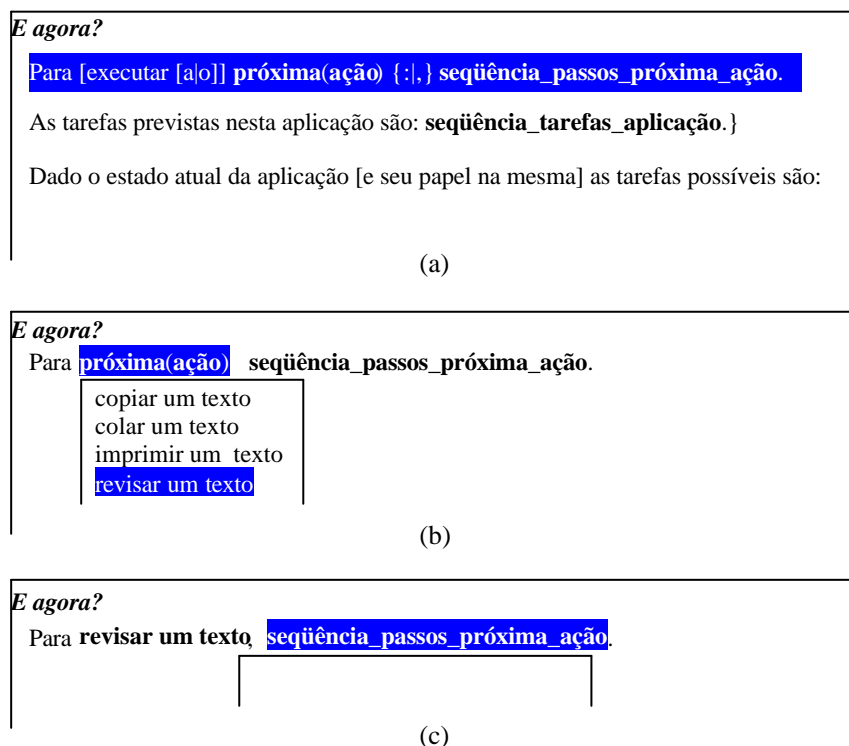 E agora?
Para [executar [a|o]] próxima(ação) {:|,} seqüência_passos_próxima_ação.
As tarefas previstas nesta aplicação são: seqüência_tarefas_aplicação.}
Dado o estado atual da aplicação [e seu papel na mesma] as tarefas possíveis são:
(a)
E agora?
Para próxima(ação) seqüência_passos_próxima_ação.
copiar um texto
colar um texto
imprimir um texto
revisar um texto
(b)
E agora?
Para revisar um texto, seqüência_passos_próxima_ação.
(c)